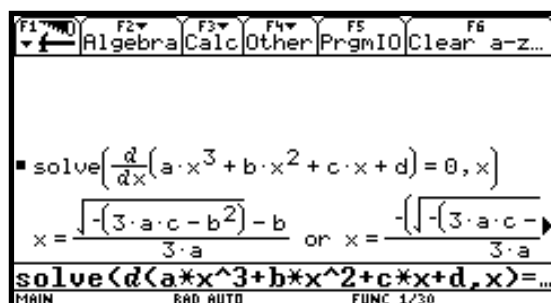 F1 F2 F3 F4 F5 F6
Algebra Calc Other PrgmIO Clear a-z…
▪ solve(d/dx(a·x^3 + b·x^2 + c·x + d) = 0, x)
x = (√(-(3·a·c - b^2)) - b)/(3·a) or x = (-(√(-(3·a·c -/(3·a
solve(d(a*x^3+b*x^2+c*x+d,x)=…
MAIN RAD AUTO FUNC 1/30